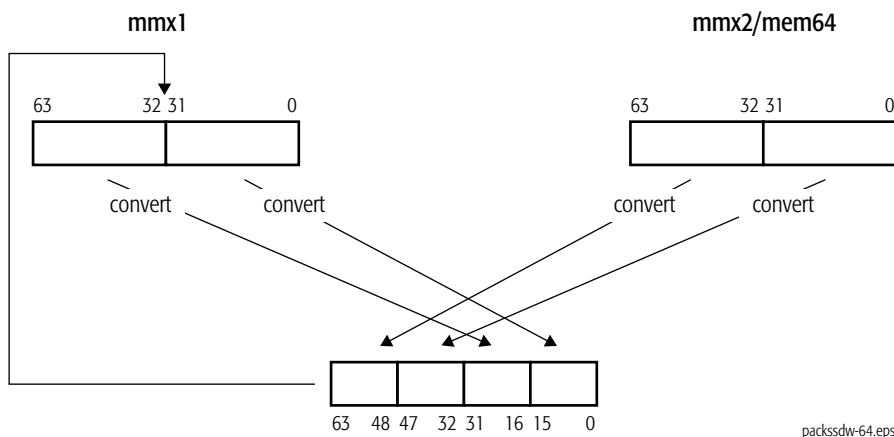 mmx1 mmx2/mem64
63 32 31 0 63 32 31 0
convert convert convert convert
63 48 47 32 31 16 15 0
packssdw-64.eps